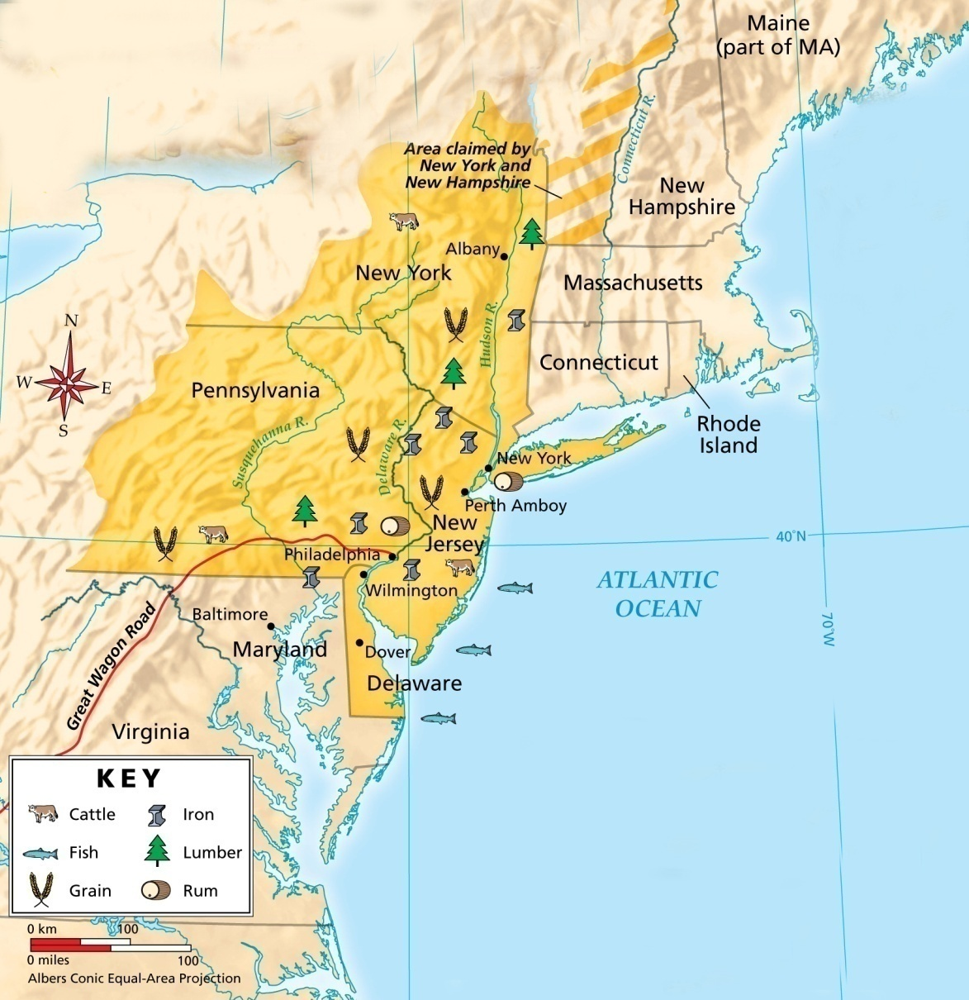 Maine
(part of MA)
Connecticut R.
Area claimed by
New York and
New Hampshire
New
Hampshire
Albany
New York
Massachusetts
Hudson R.
N
W
E
S
Connecticut
Pennsylvania
Rhode
Island
Susquehanna R.
Delaware R.
New York
Perth Amboy
New
Jersey
40°N
Philadelphia
ATLANTIC
OCEAN
Wilmington
70°W
Baltimore
Maryland
Dover
Great Wagon Road
Delaware
Virginia
KEY
Cattle
Iron
Fish
Lumber
Grain
Rum
0 km 100
0 miles 100
Albers Conic Equal-Area Projection